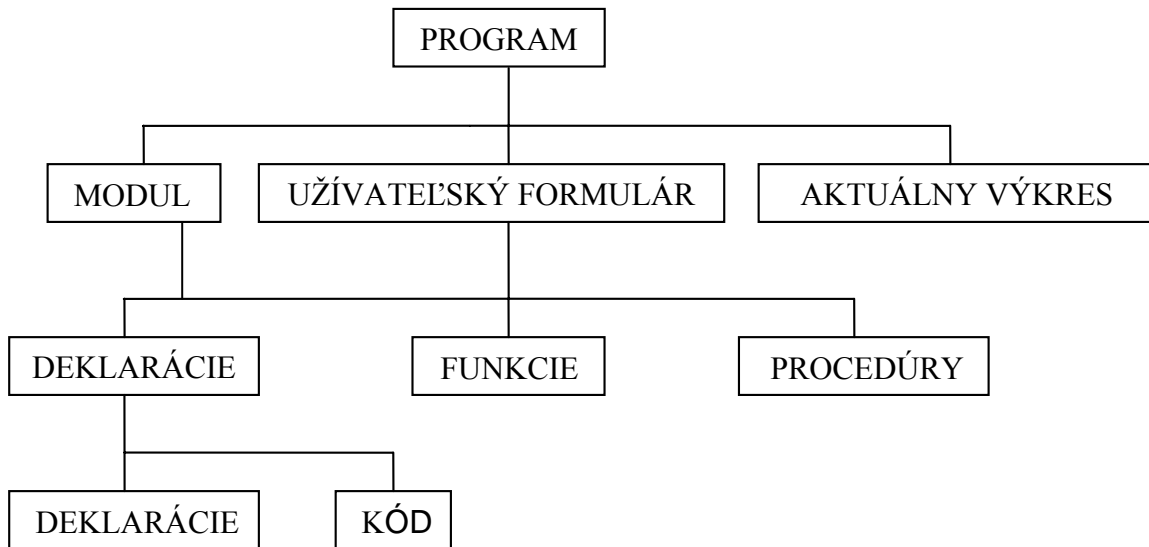 PROGRAM
MODUL
UŽÍVATEĽSKÝ FORMULÁR
AKTUÁLNY VÝKRES
DEKLARÁCIE
FUNKCIE
PROCEDÚRY
DEKLARÁCIE
KÓD